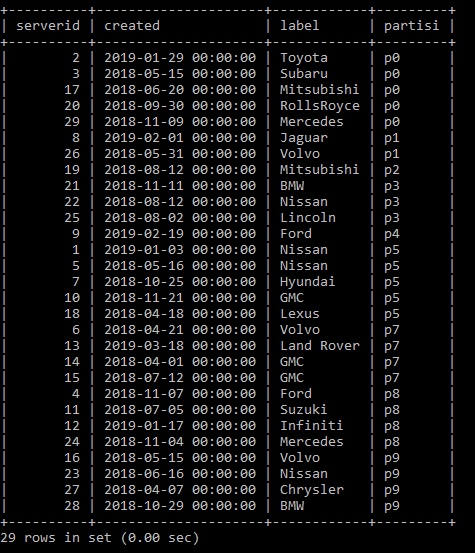 +----------+---------------------+------------+---------+
| serverid | created             | label      | partisi |
+----------+---------------------+------------+---------+
|        2 | 2019-01-29 00:00:00 | Toyota     | p0      |
|        3 | 2018-05-15 00:00:00 | Subaru     | p0      |
|       17 | 2018-06-20 00:00:00 | Mitsubishi | p0      |
|       20 | 2018-09-30 00:00:00 | RollsRoyce | p0      |
|       29 | 2018-11-09 00:00:00 | Mercedes   | p0      |
|        8 | 2019-02-01 00:00:00 | Jaguar     | p1      |
|       26 | 2018-05-31 00:00:00 | Volvo      | p1      |
|       19 | 2018-08-12 00:00:00 | Mitsubishi | p2      |
|       21 | 2018-11-11 00:00:00 | BMW        | p3      |
|       22 | 2018-08-12 00:00:00 | Nissan     | p3      |
|       25 | 2018-08-02 00:00:00 | Lincoln    | p3      |
|        9 | 2019-02-19 00:00:00 | Ford       | p4      |
|        1 | 2019-01-03 00:00:00 | Nissan     | p5      |
|        5 | 2018-05-16 00:00:00 | Nissan     | p5      |
|        7 | 2018-10-25 00:00:00 | Hyundai    | p5      |
|       10 | 2018-11-21 00:00:00 | GMC        | p5      |
|       18 | 2018-04-18 00:00:00 | Lexus      | p5      |
|        6 | 2018-04-21 00:00:00 | Volvo      | p7      |
|       13 | 2019-03-18 00:00:00 | Land Rover | p7      |
|       14 | 2018-04-01 00:00:00 | GMC        | p7      |
|       15 | 2018-07-12 00:00:00 | GMC        | p7      |
|        4 | 2018-11-07 00:00:00 | Ford       | p8      |
|       11 | 2018-07-05 00:00:00 | Suzuki     | p8      |
|       12 | 2019-01-17 00:00:00 | Infiniti   | p8      |
|       24 | 2018-11-04 00:00:00 | Mercedes   | p8      |
|       16 | 2018-05-15 00:00:00 | Volvo      | p9      |
|       23 | 2018-06-16 00:00:00 | Nissan     | p9      |
|       27 | 2018-04-07 00:00:00 | Chrysler   | p9      |
|       28 | 2018-10-29 00:00:00 | BMW        | p9      |
+----------+---------------------+------------+---------+
29 rows in set (0.00 sec)